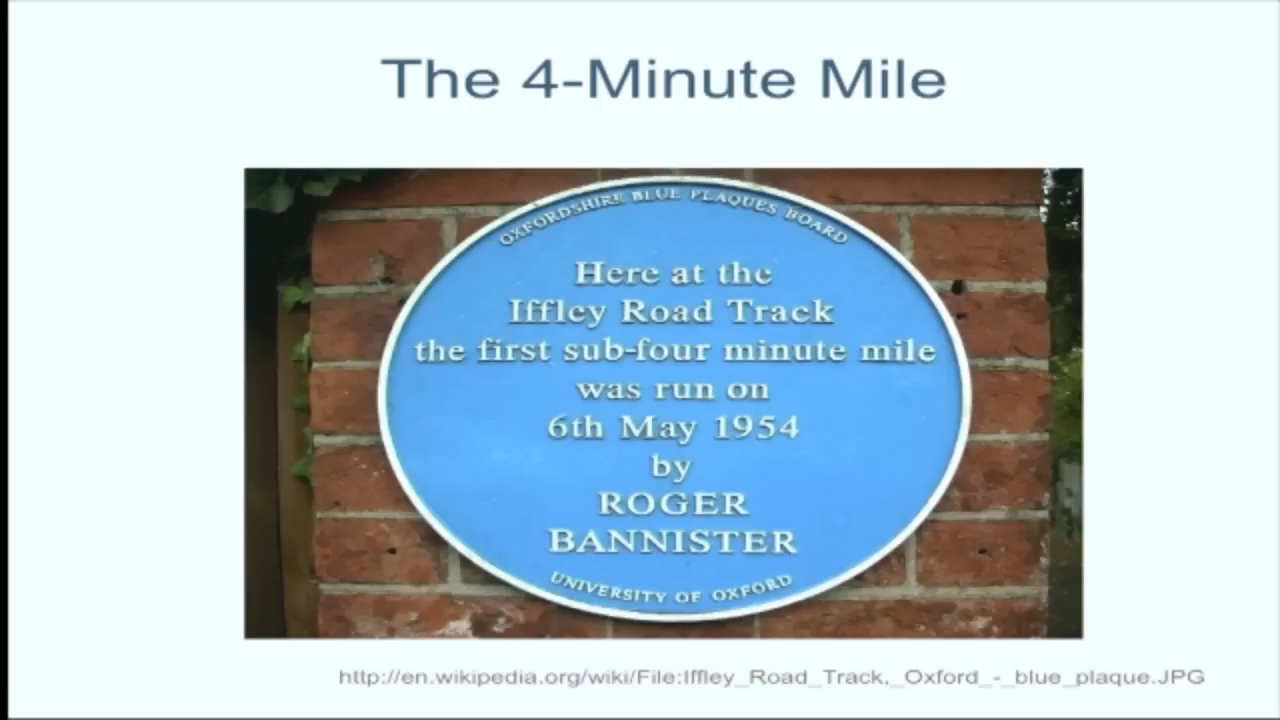 The 4-Minute Mile
OXFORDSHIRE BLUE PLAQUES BOARD
Here at the
Iffley Road Track
the first sub-four minute mile
was run on
6th May 1954
by
ROGER
BANNISTER
UNIVERSITY OF OXFORD
http://en.wikipedia.org/wiki/File:Iffley_Road_Track,_Oxford_-_blue_plaque.JPG